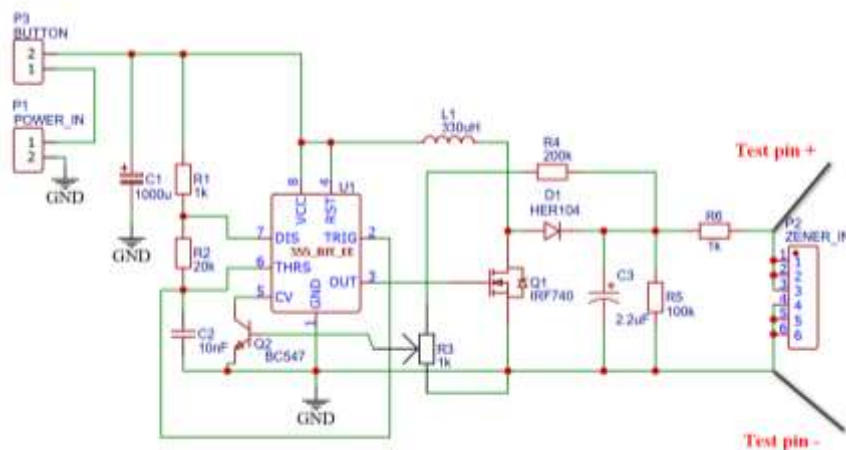 P3
BUTTON
2
1
P1
POWER_IN
1
2
GND
C1
1000u
GND
R1
1k
R2
20k
C2
10nF
U1
8
4
VCC
RST
7
DIS
TRIG
2
6
THRS
OUT
3
5
CV
GND
1
Q2
BC547
GND
L1
330uH
R4
200k
D1
HER104
Q1
IRF740
R3
1k
C3
2.2uF
R5
100k
R6
1k
Test pin +
P2
ZENER_IN
1
2
3
4
5
6
Test pin -